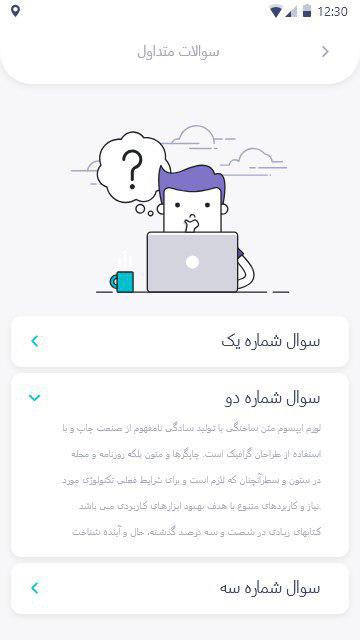 12:30
سوالات متداول
?
سوال شماره یک
سوال شماره دو
لورم ایپسوم متن ساختگی با تولید سادگی نامفهوم از صنعت چاپ و با
استفاده از طراحان گرافیک است. چاپگرها و متون بلکه روزنامه و مجله
در ستون و سطرآنچنان که لازم است و برای شرایط فعلی تکنولوژی مورد
نیاز و کاربردهای متنوع با هدف بهبود ابزارهای کاربردی می باشد.
کتابهای زیادی در شصت و سه درصد گذشته، حال و آینده شناخت
سوال شماره سه